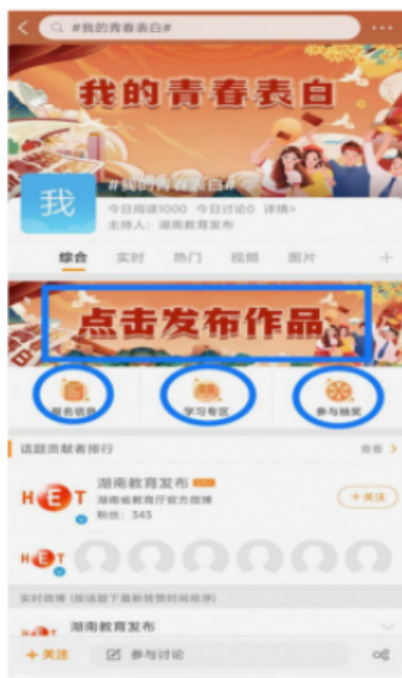 #我的青春表白#
我的青春表白
我
#我的青春表白#
今日阅读1000 今日讨论0 详情>
主持人：湖南教育发布
综合 实时 热门 视频 图片
点击发布作品
报名信息 学习专区 参与抽奖
话题贡献者排行
查看 >
湖南教育发布
湖南省教育厅官方微博
粉丝：343
+关注
HET
HET
实时微博 (按话题下最新转赞时间排序)
湖南教育发布
+关注 参与讨论